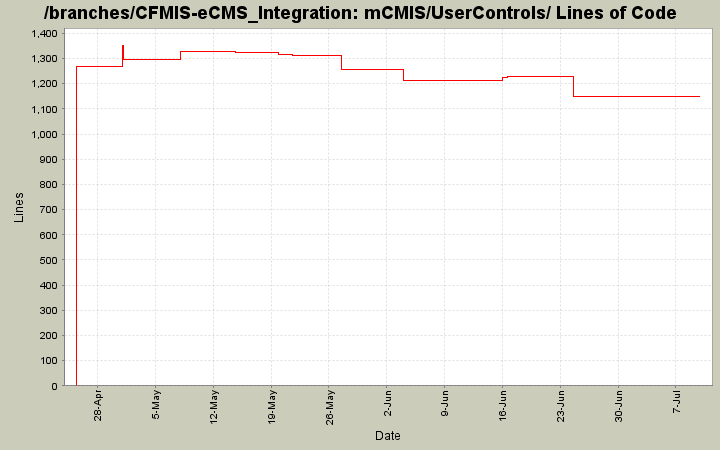 /branches/CFMIS-eCMS_Integration: mCMIS/UserControls/ Lines of Code
1,400
1,300
1,200
1,100
1,000
900
800
700
600
500
400
300
200
100
0
Lines
28-Apr
5-May
12-May
19-May
26-May
2-Jun
9-Jun
16-Jun
23-Jun
30-Jun
7-Jul
Date